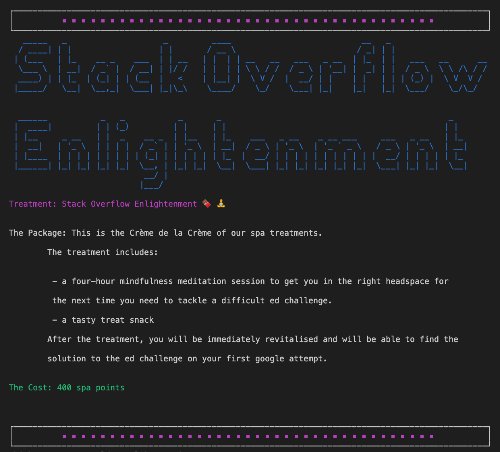 Stack Overflow
Enlightenment
Treatment: Stack Overflow Enlightenment
The Package: This is the Crème de la Crème of our spa treatments.
The treatment includes:
- a four-hour mindfulness meditation session to get you in the right headspace for
the next time you need to tackle a difficult ed challenge.
- a tasty treat snack
After the treatment, you will be immediately revitalised and will be able to find the
solution to the ed challenge on your first google attempt.
The Cost: 400 spa points